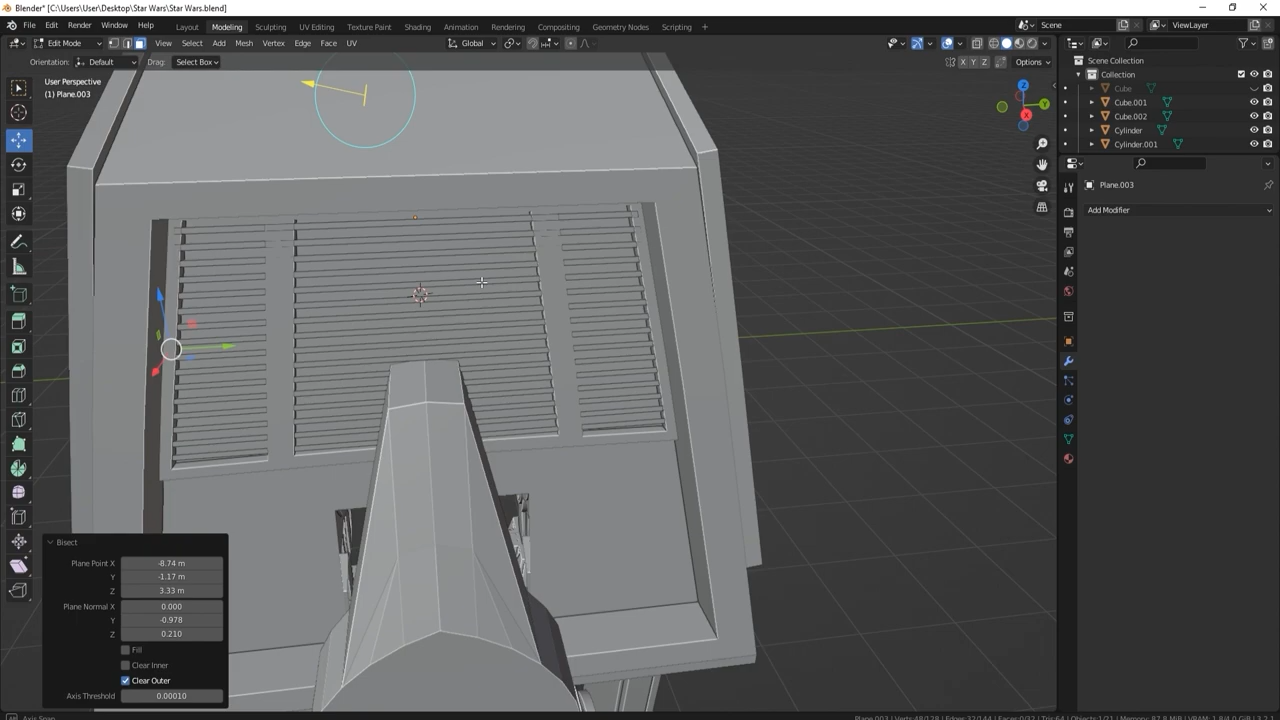 Blender* [C:\Users\User\Desktop\Star Wars\Star Wars.blend]
File Edit Render Window Help Layout Modeling Sculpting UV Editing Texture Paint Shading Animation Rendering Compositing Geometry Nodes Scripting + Scene ViewLayer
Edit Mode View Select Add Mesh Vertex Edge Face UV Global
Orientation: Default Drag: Select Box X Y Z Options
User Perspective
(1) Plane.003
Scene Collection
Collection
Cube
Cube.001
Cube.002
Cylinder
Cylinder.001
Z
Y
X
Plane.003
Add Modifier
Bisect
Plane Point X -8.74 m
Y -1.17 m
Z 3.33 m
Plane Normal X 0.000
Y -0.978
Z 0.210
Fill
Clear Inner
Clear Outer
Axis Threshold 0.00010